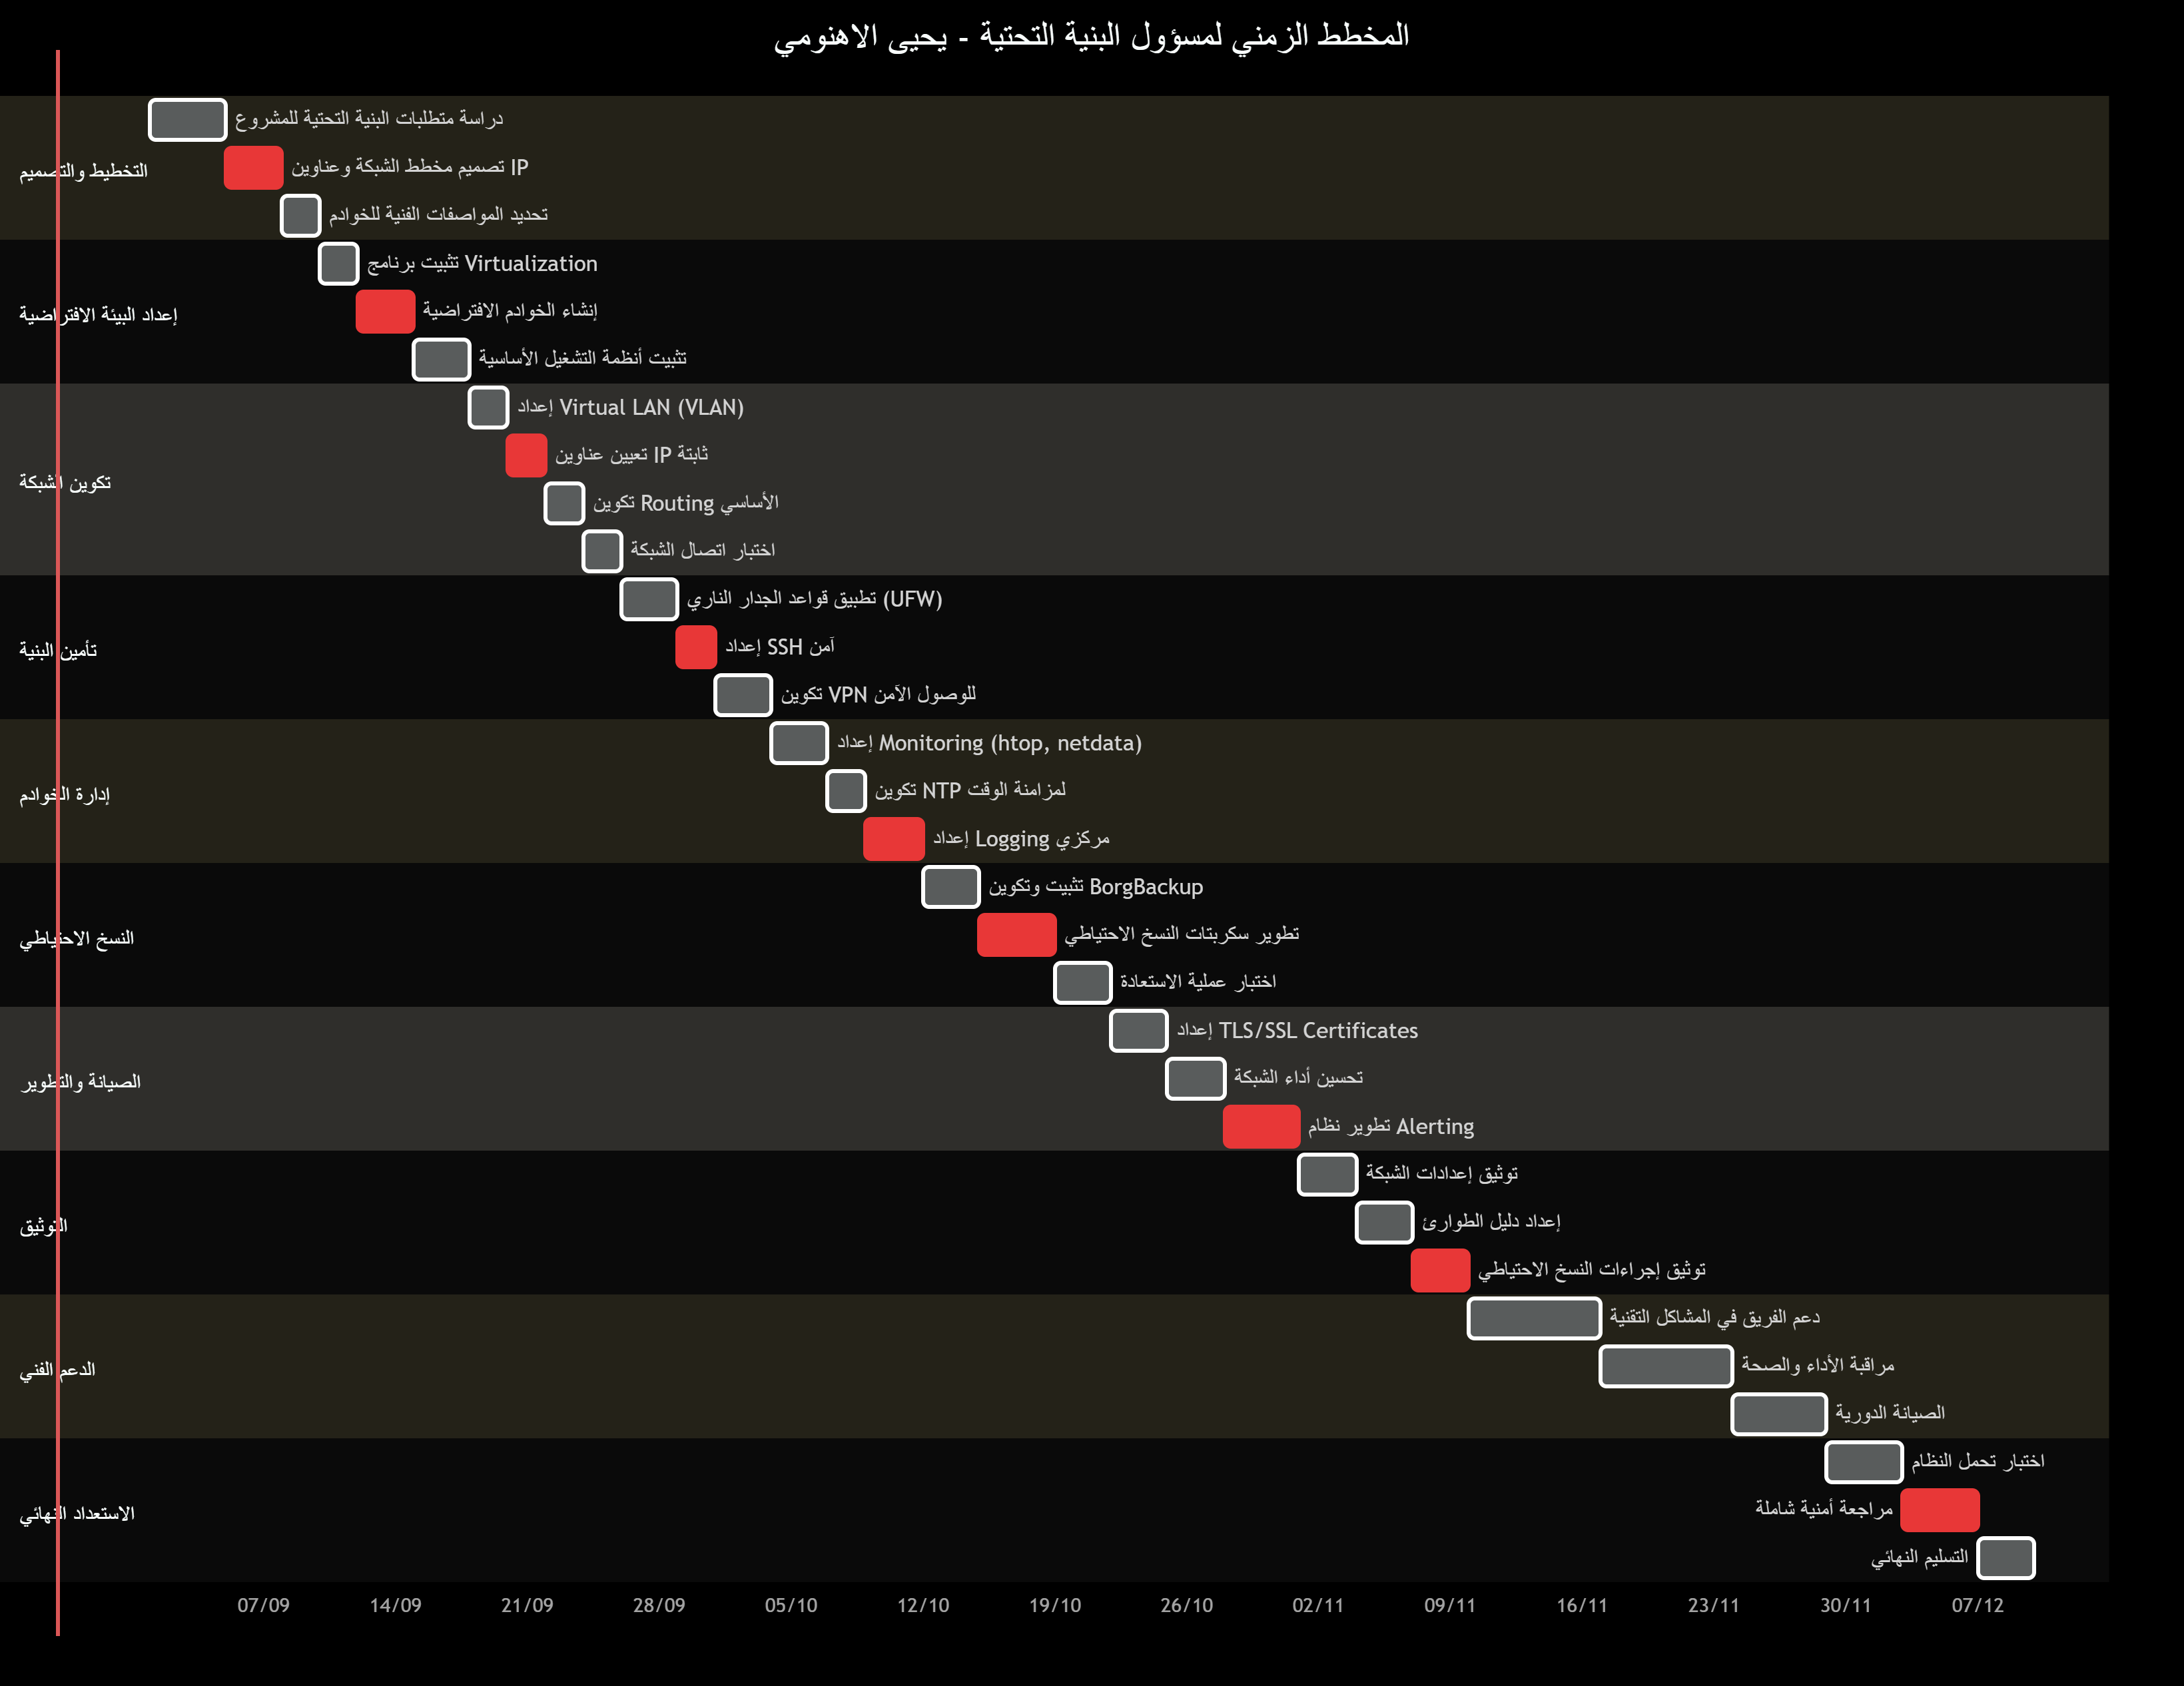 المخطط الزمني لمسؤول البنية التحتية - يحيى الاهنومي
التخطيط والتصميم
دراسة متطلبات البنية التحتية للمشروع
تصميم مخطط الشبكة وعناوين IP
تحديد المواصفات الفنية للخوادم
إعداد البيئة الافتراضية
تثبيت برنامج Virtualization
إنشاء الخوادم الافتراضية
تثبيت أنظمة التشغيل الأساسية
تكوين الشبكة
إعداد Virtual LAN (VLAN)
تعيين عناوين IP ثابتة
تكوين Routing الأساسي
اختبار اتصال الشبكة
تأمين البنية
تطبيق قواعد الجدار الناري (UFW)
إعداد SSH آمن
تكوين VPN للوصول الآمن
إدارة الخوادم
إعداد Monitoring (htop, netdata)
تكوين NTP لمزامنة الوقت
إعداد Logging مركزي
النسخ الاحتياطي
تثبيت وتكوين BorgBackup
تطوير سكربتات النسخ الاحتياطي
اختبار عملية الاستعادة
الصيانة والتطوير
إعداد TLS/SSL Certificates
تحسين أداء الشبكة
تطوير نظام Alerting
التوثيق
توثيق إعدادات الشبكة
إعداد دليل الطوارئ
توثيق إجراءات النسخ الاحتياطي
الدعم الفني
دعم الفريق في المشاكل التقنية
مراقبة الأداء والصحة
الصيانة الدورية
الاستعداد النهائي
اختبار تحمل النظام
مراجعة أمنية شاملة
التسليم النهائي
07/09 14/09 21/09 28/09 05/10 12/10 19/10 26/10 02/11 09/11 16/11 23/11 30/11 07/12